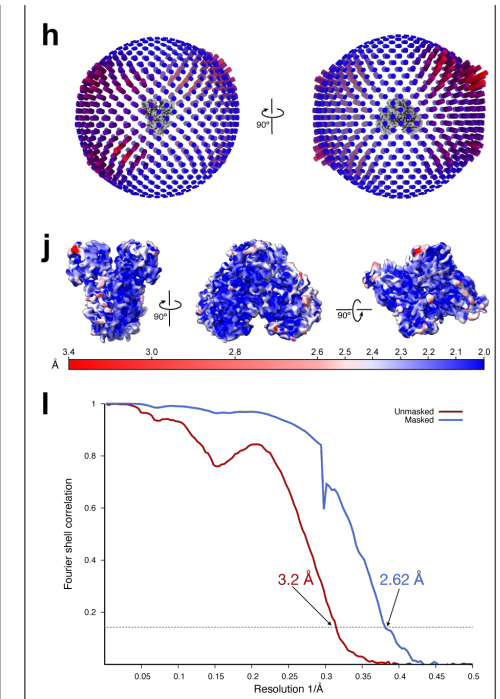 h
90º
j
90º
90º
3.4 3.0 2.8 2.6 2.5 2.4 2.3 2.2 2.1 2.0
Å
l
1
0.8
0.6
0.4
0.2
Fourier shell correlation
Unmasked
Masked
3.2 Å
2.62 Å
0.05 0.1 0.15 0.2 0.25 0.3 0.35 0.4 0.45 0.5
Resolution 1/Å